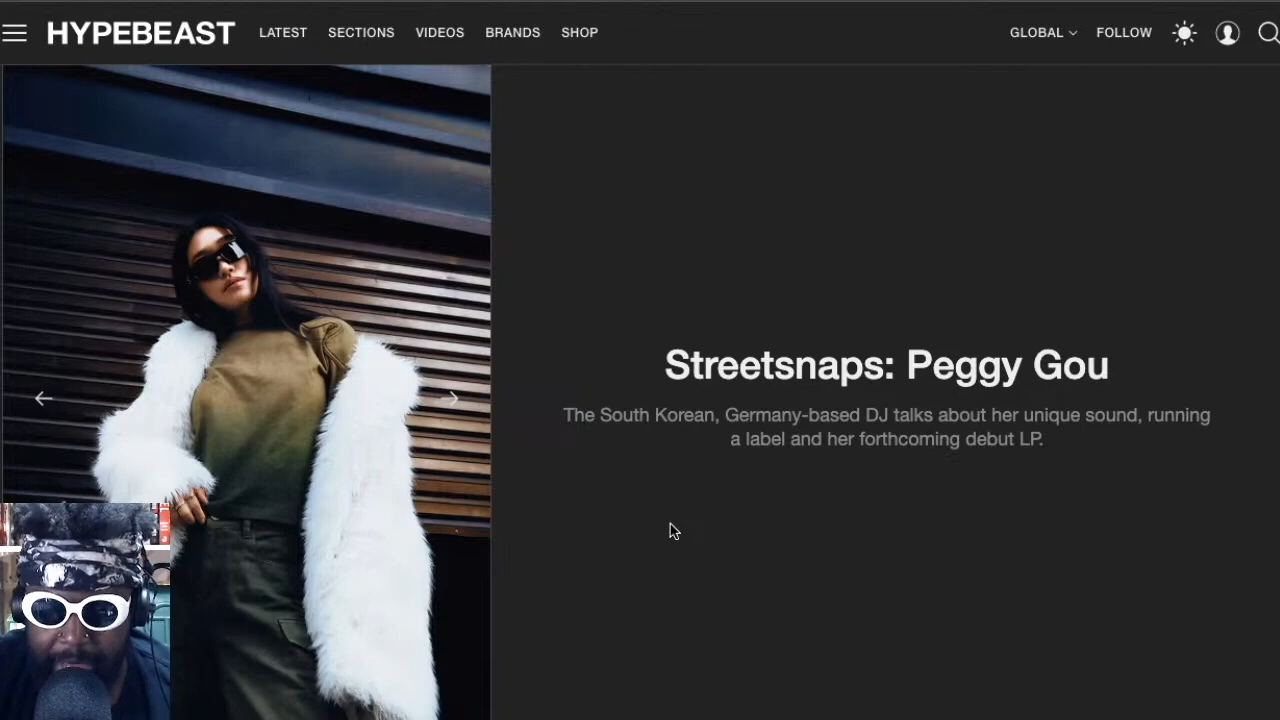 HYPEBEAST LATEST SECTIONS VIDEOS BRANDS SHOP GLOBAL FOLLOW
Streetsnaps: Peggy Gou
The South Korean, Germany-based DJ talks about her unique sound, running
a label and her forthcoming debut LP.